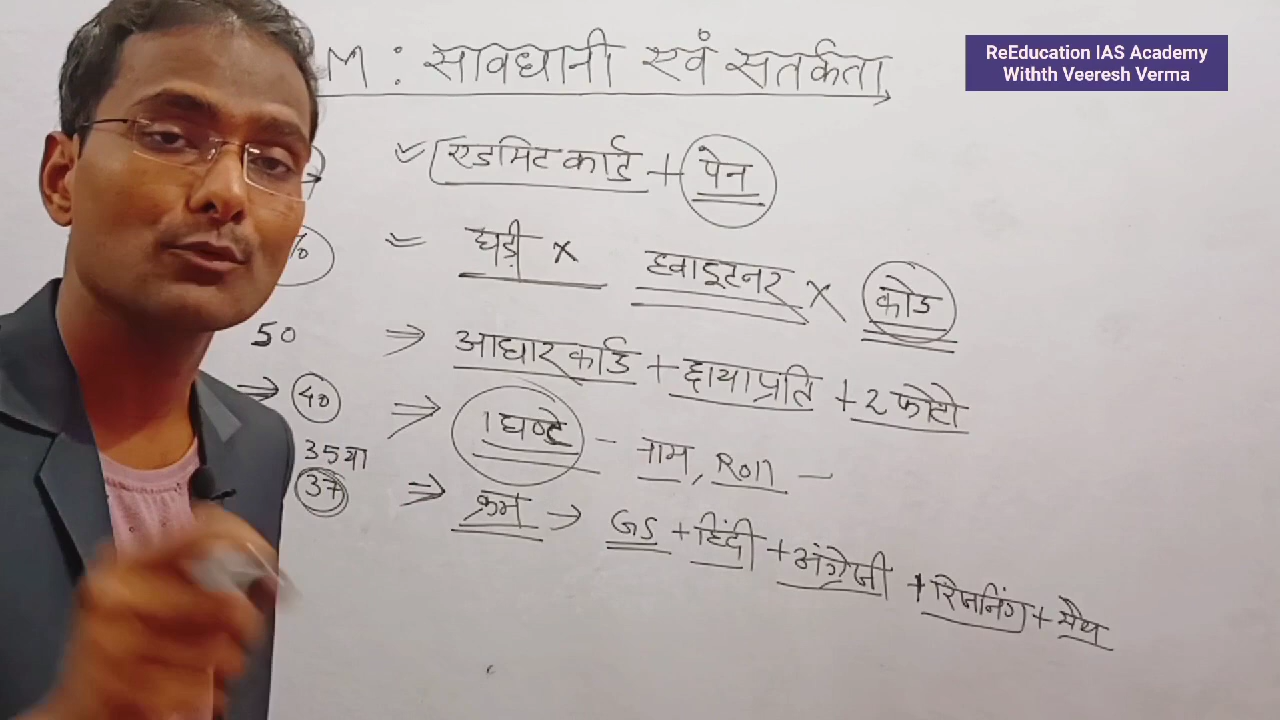 ReEducation IAS Academy
Withth Veeresh Verma
M : सावधानी एवं सतर्कता
एडमिट कार्ड + पेन
% = घड़ी × ह्वाइटनर × कोड
50 ⇒ आधार कार्ड + छायाप्रति + 2 फोटो
⇒ 40 ⇒ 1 घण्टे – नाम, Roll –
35 या
37 ⇒ क्रम → GS + हिंदी + अंग्रेजी + रिजनिंग + मैथ